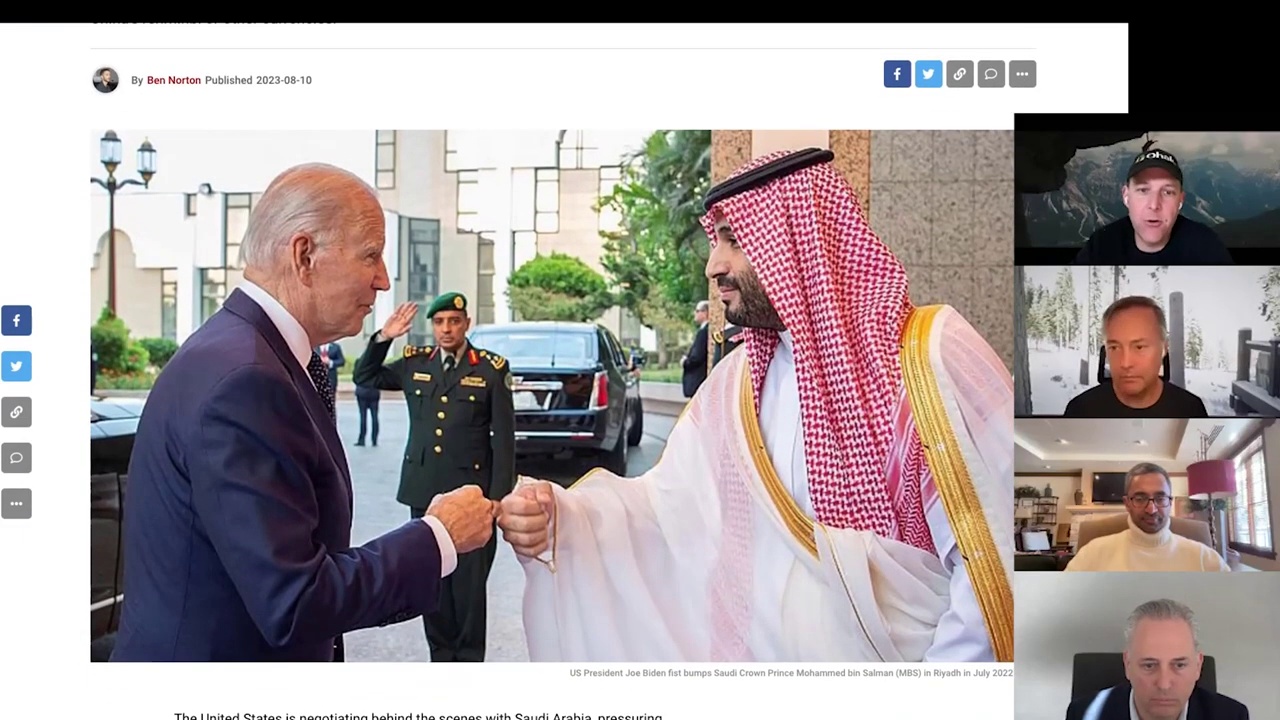 By Ben Norton Published 2023-08-10
US President Joe Biden fist bumps Saudi Crown Prince Mohammed bin Salman (MBS) in Riyadh in July 2022
The United States is negotiating behind the scenes with Saudi Arabia, pressuring